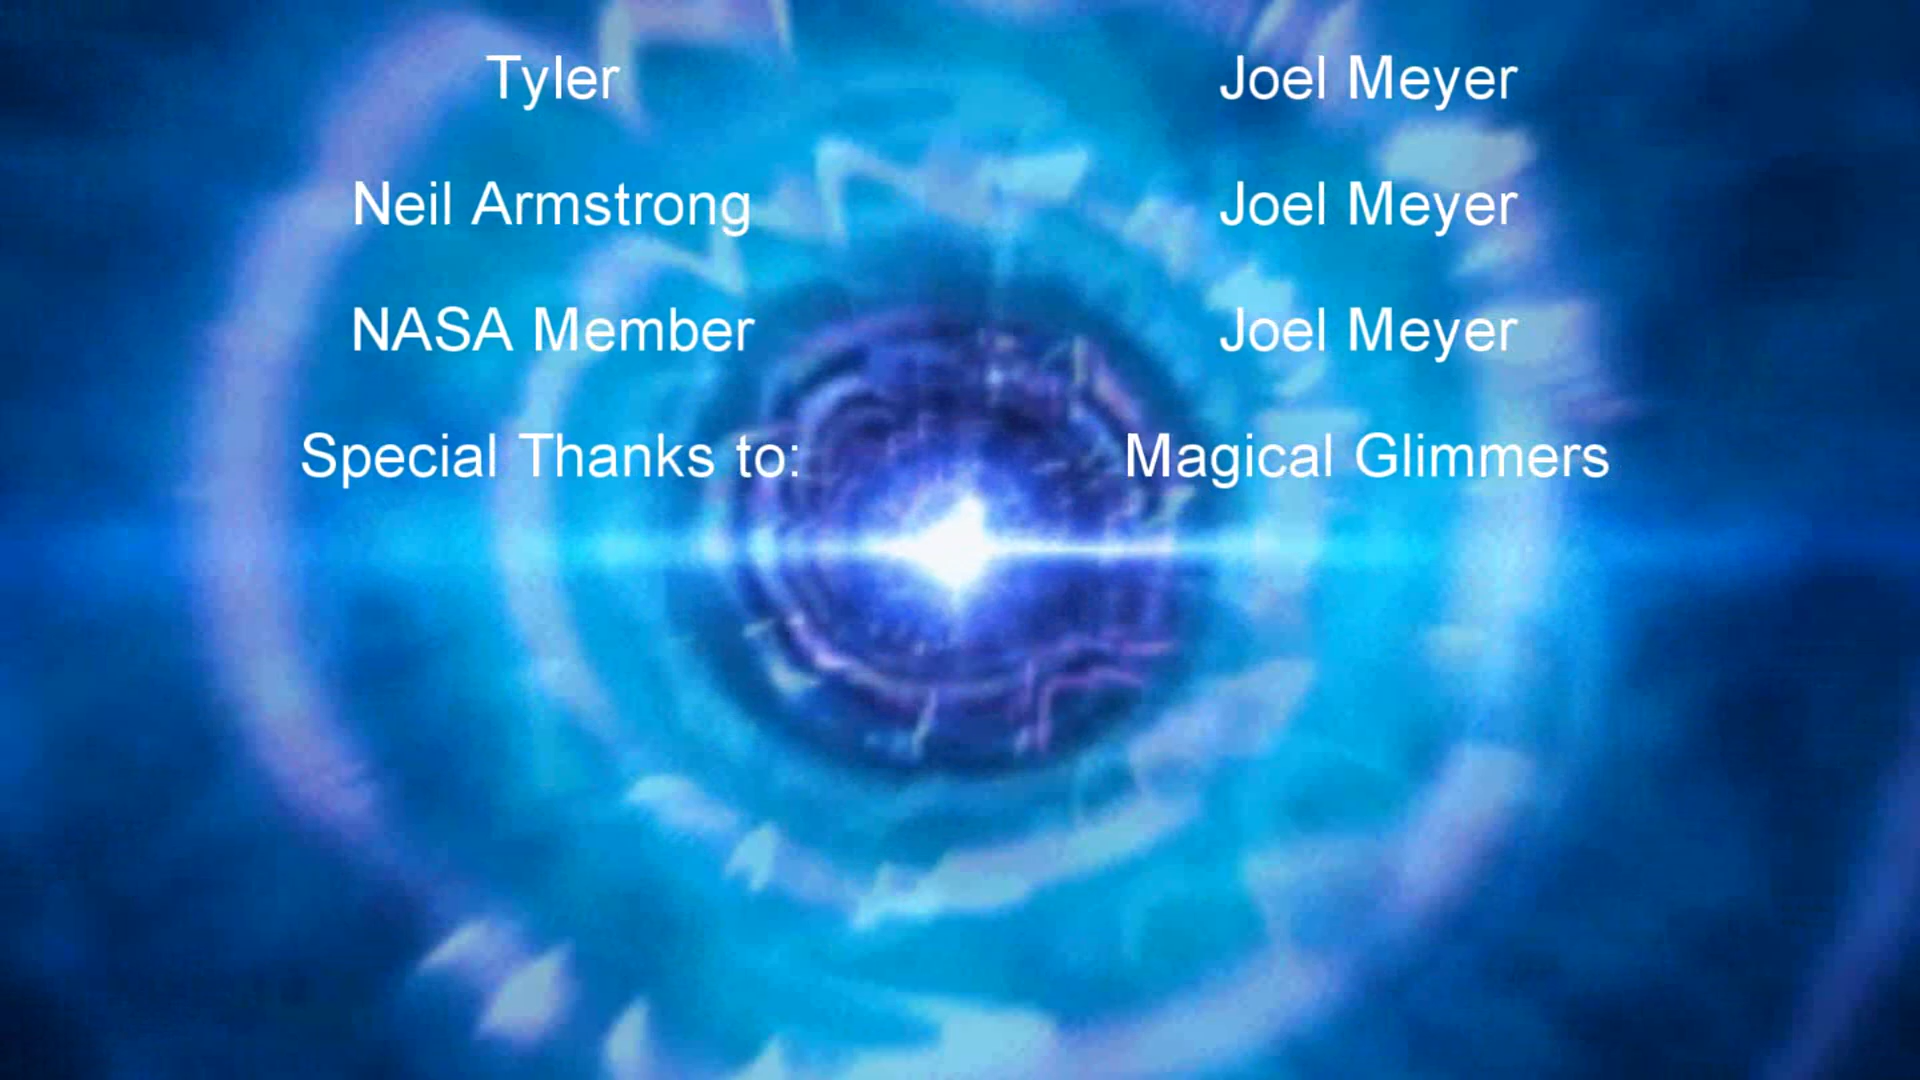 Tyler Joel Meyer
Neil Armstrong Joel Meyer
NASA Member Joel Meyer
Special Thanks to: Magical Glimmers